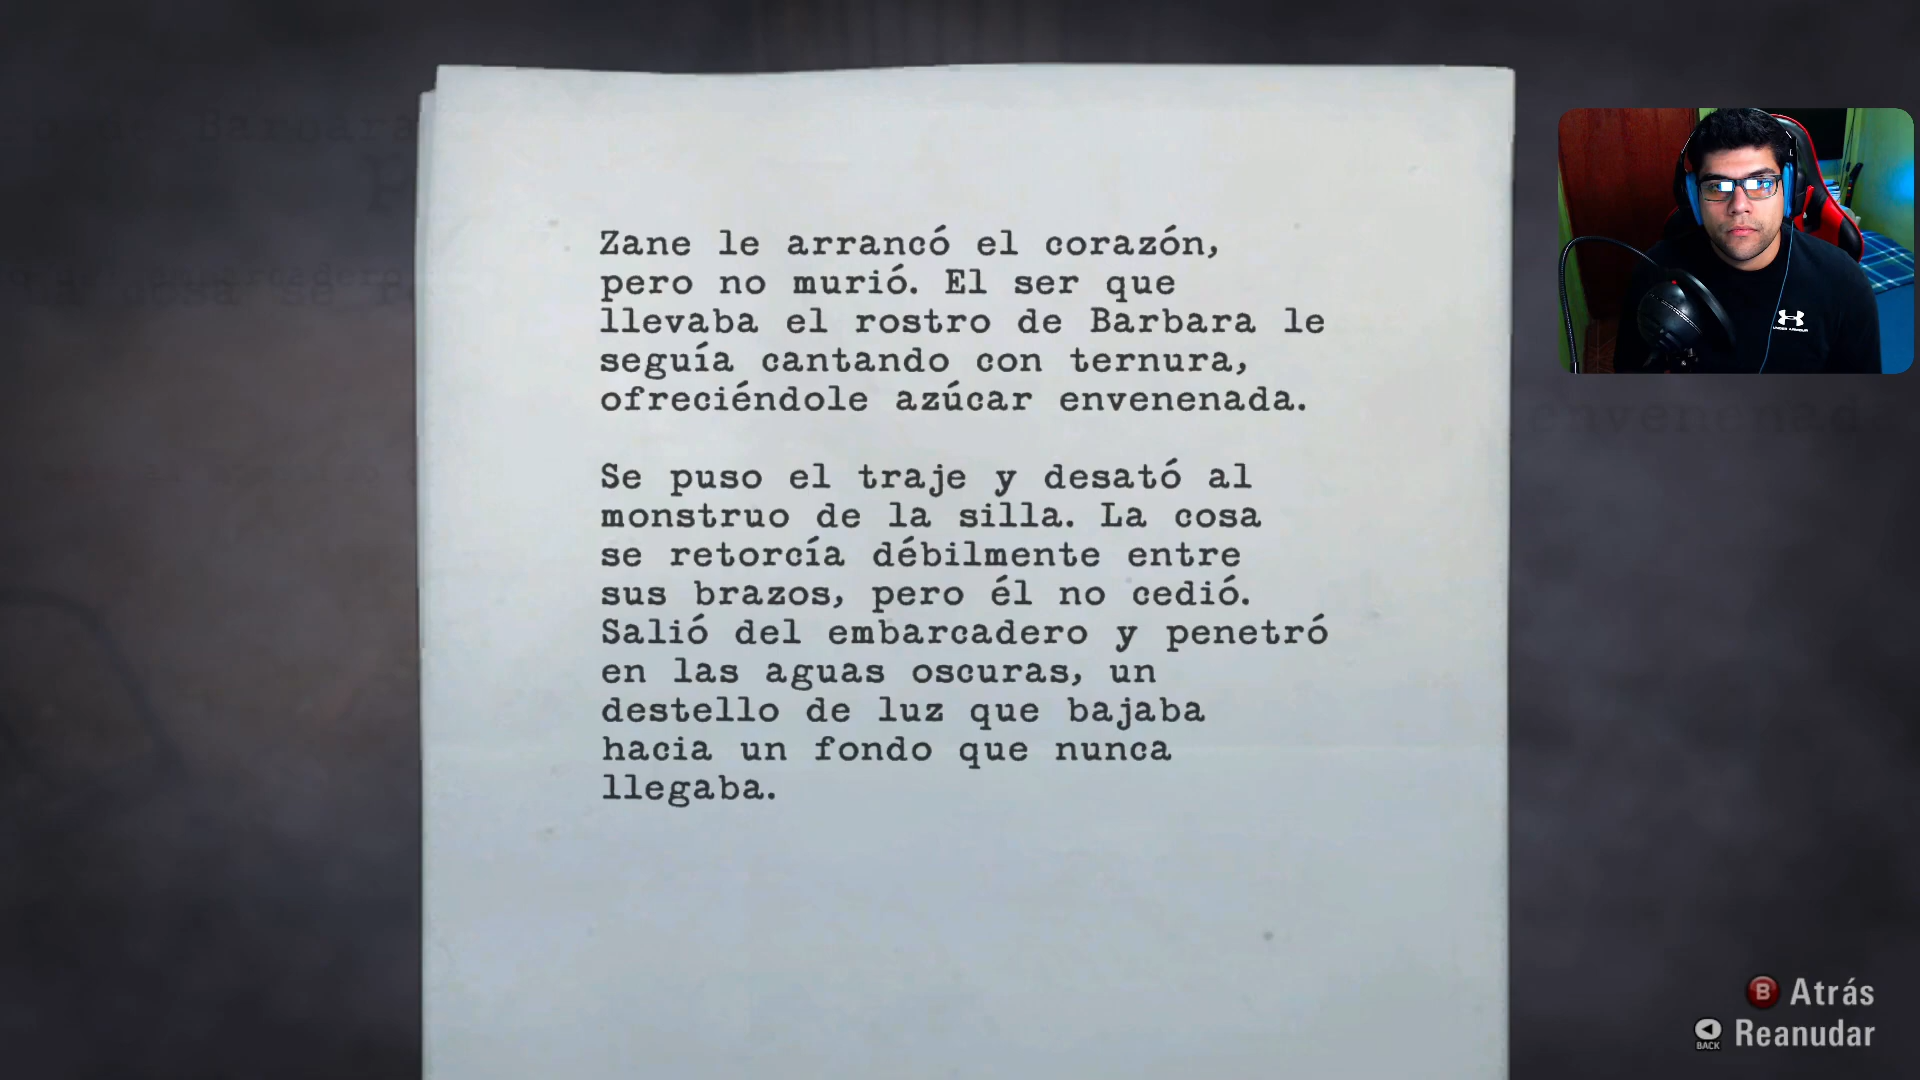 Zane le arrancó el corazón,
pero no murió. El ser que
llevaba el rostro de Barbara le
seguía cantando con ternura,
ofreciéndole azúcar envenenada.
Se puso el traje y desató al
monstruo de la silla. La cosa
se retorcía débilmente entre
sus brazos, pero él no cedió.
Salió del embarcadero y penetró
en las aguas oscuras, un
destello de luz que bajaba
hacia un fondo que nunca
llegaba.
UNDER ARMOUR
B Atrás
BACK Reanudar